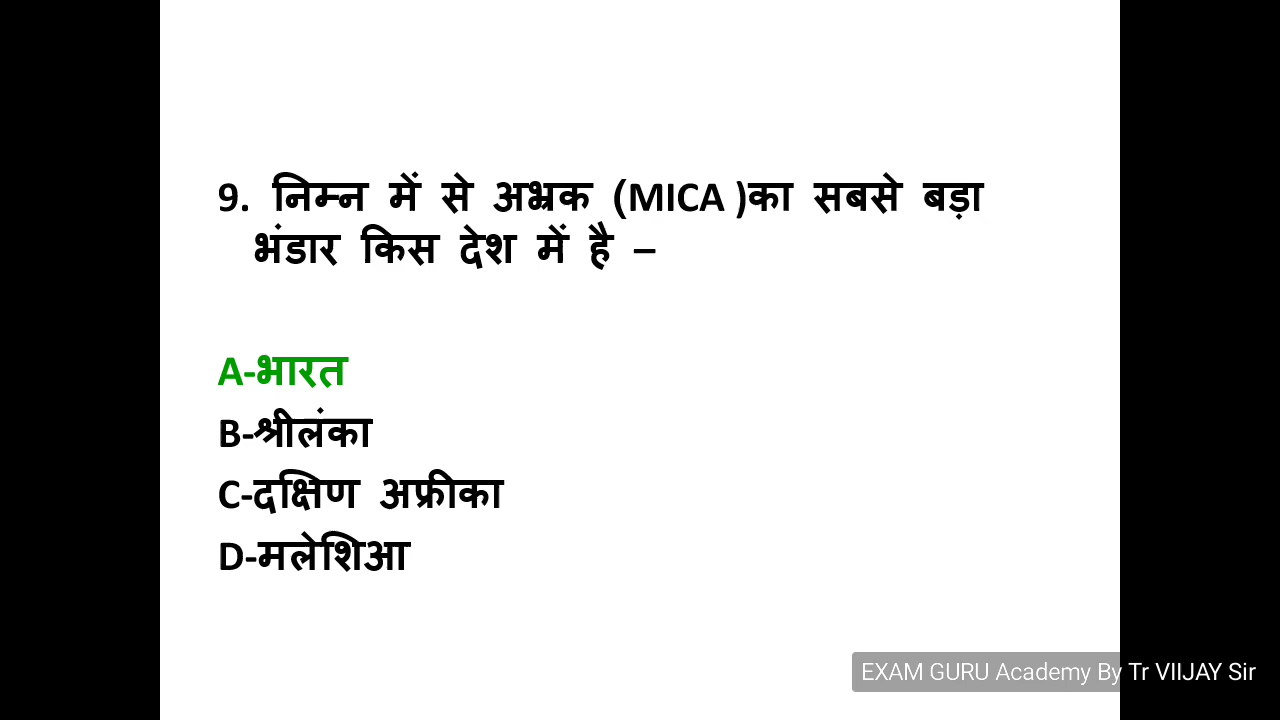 9. निम्न में से अभ्रक (MICA )का सबसे बड़ा
भंडार किस देश में है –
A-भारत
B-श्रीलंका
C-दक्षिण अफ्रीका
D-मलेशिआ
EXAM GURU Academy By Tr VIIJAY Sir